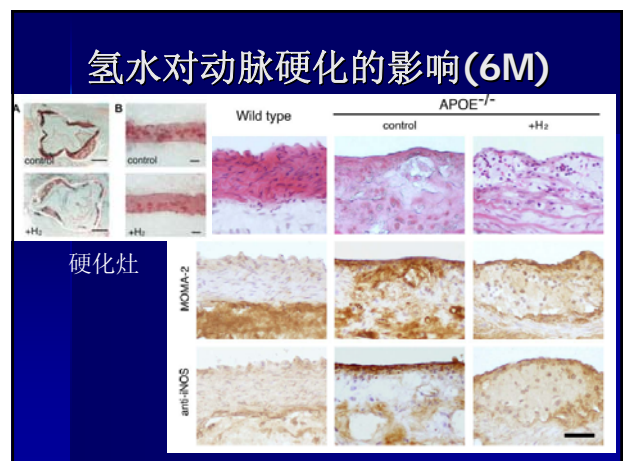 氢水对动脉硬化的影响(6M)
A
control
+H₂
B
control
+H₂
硬化灶
Wild type
APOE-/-
control
+H₂
MOMA-2
anti-iNOS